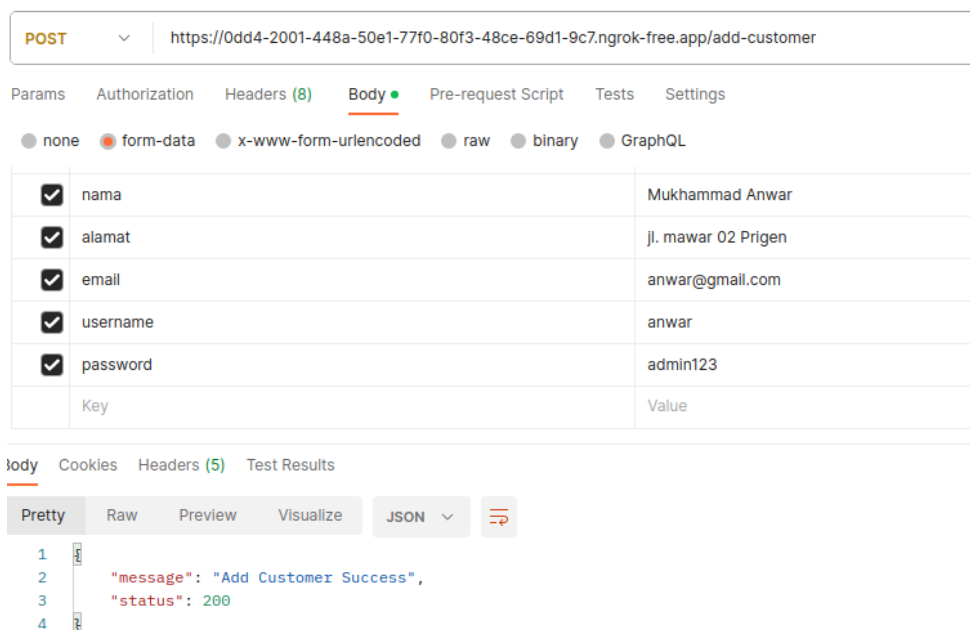 POST https://0dd4-2001-448a-50e1-77f0-80f3-48ce-69d1-9c7.ngrok-free.app/add-customer
Params Authorization Headers (8) Body Pre-request Script Tests Settings
none form-data x-www-form-urlencoded raw binary GraphQL
nama Mukhammad Anwar
alamat jl. mawar 02 Prigen
email anwar@gmail.com
username anwar
password admin123
Key Value
Body Cookies Headers (5) Test Results
Pretty Raw Preview Visualize JSON
1 {
2 "message": "Add Customer Success",
3 "status": 200
4 }